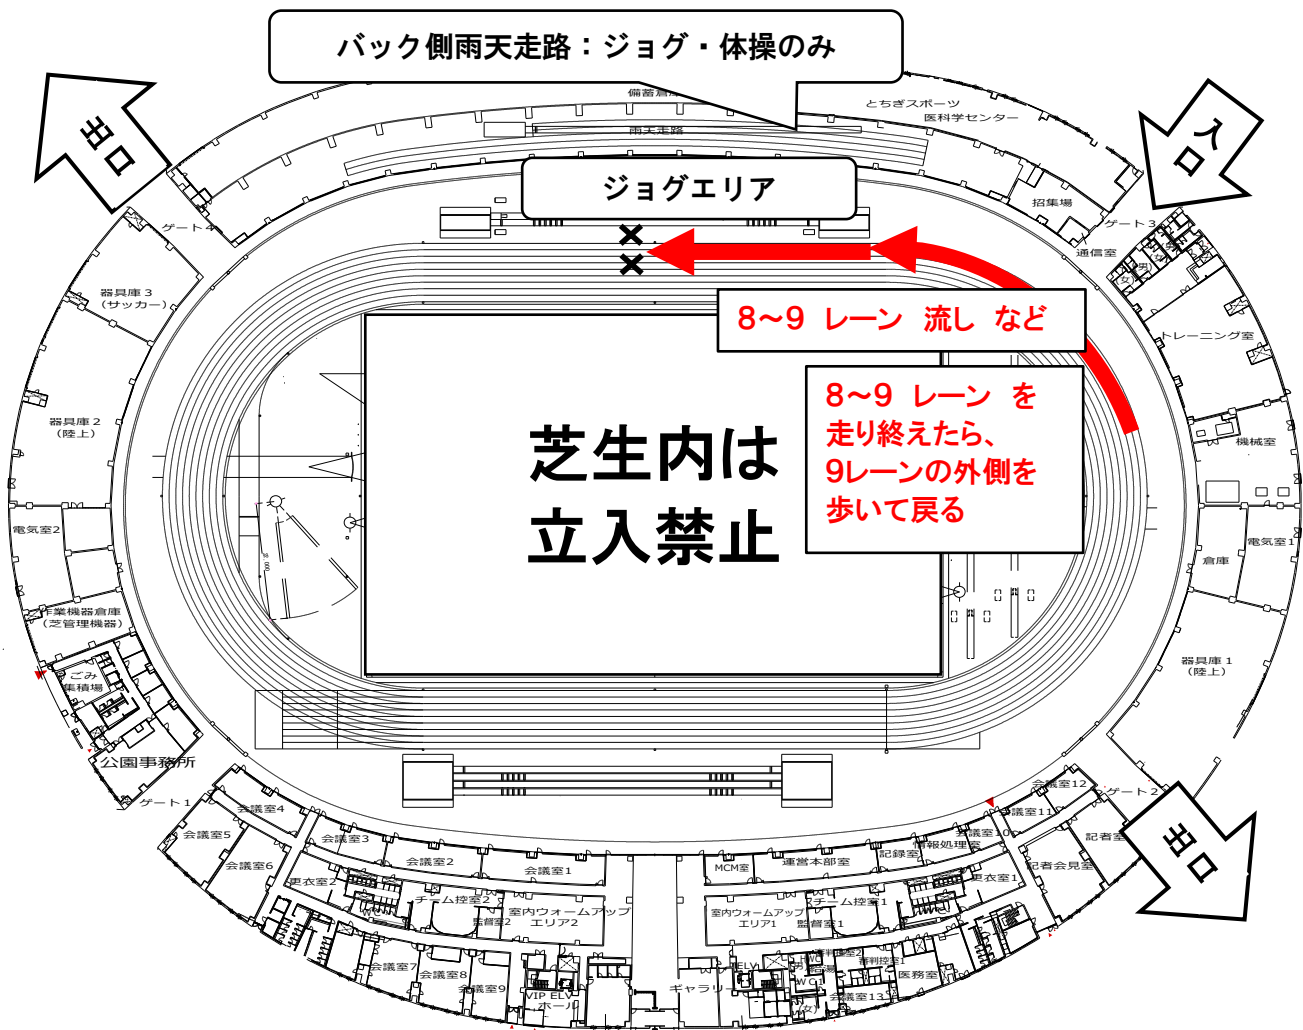 バック側雨天走路：ジョグ・体操のみ
出口
入口
とちぎスポーツ
医科学センター
雨天走路
ジョグエリア
招集場
ゲート4
ゲート3
通信室
(男)
(女)
器具庫3
(サッカー)
8～9 レーン 流し など
トレーニング室
8～9 レーン を
走り終えたら、
9レーンの外側を
歩いて戻る
芝生内は
立入禁止
器具庫2
(陸上)
機械室
電気室2
電気室1
倉庫
作業機器倉庫
(芝管理機器)
ごみ
集積場
器具庫1
(陸上)
公園事務所
ゲート1
ゲート2
出口
会議室12
会議室11
会議室10
会議室4
会議室5
会議室3
会議室2
会議室1
会議室6
MCM室
運営本部室
記録室
情報処理室
記者室
記者会見室
更衣室2
更衣室1
チーム控室2
監督室2
室内ウォームアップ
エリア2
室内ウォームアップ
エリア1
チーム控室1
監督室1
会議室7
会議室8
会議室9
VIP ELV
ホール
ギャラリー
ELV
審判控室2
審判控室1
医務室
WC1
(女)
会議室13